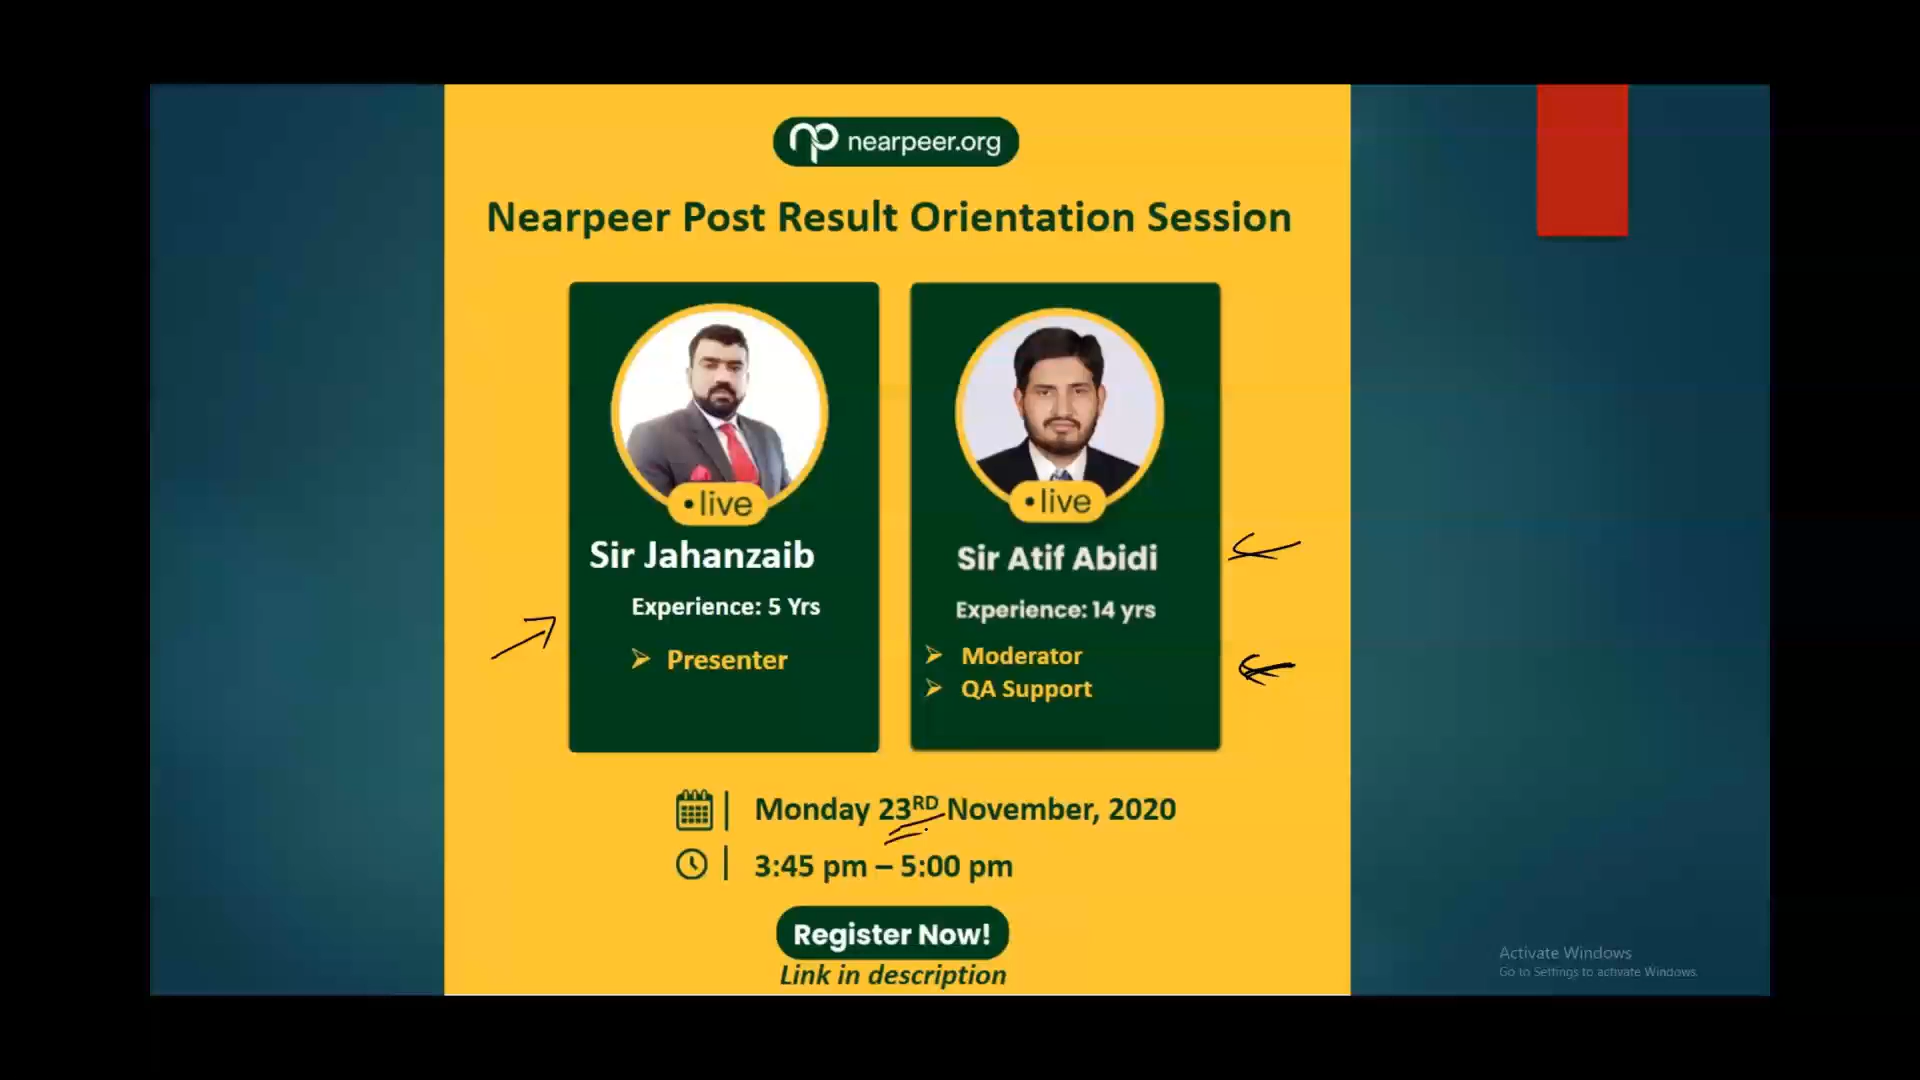 np nearpeer.org
Nearpeer Post Result Orientation Session
•live
Sir Jahanzaib
Experience: 5 Yrs
➢ Presenter
•live
Sir Atif Abidi
Experience: 14 yrs
➢ Moderator
➢ QA Support
Monday 23RD November, 2020
3:45 pm – 5:00 pm
Register Now!
Link in description
Activate Windows
Go to Settings to activate Windows.